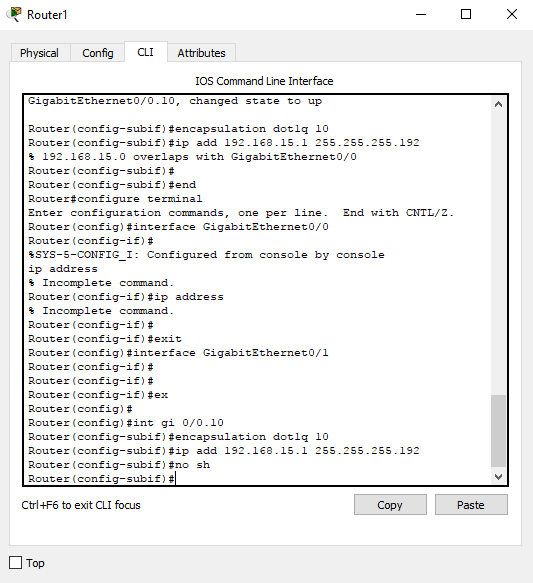 Router1
Physical Config CLI Attributes
IOS Command Line Interface
GigabitEthernet0/0.10, changed state to up
Router(config-subif)#encapsulation dot1q 10
Router(config-subif)#ip add 192.168.15.1 255.255.255.192
% 192.168.15.0 overlaps with GigabitEthernet0/0
Router(config-subif)#
Router(config-subif)#end
Router#configure terminal
Enter configuration commands, one per line.  End with CNTL/Z.
Router(config)#interface GigabitEthernet0/0
Router(config-if)#
%SYS-5-CONFIG_I: Configured from console by console
ip address
% Incomplete command.
Router(config-if)#ip address
% Incomplete command.
Router(config-if)#
Router(config-if)#exit
Router(config)#interface GigabitEthernet0/1
Router(config-if)#
Router(config-if)#
Router(config-if)#ex
Router(config)#
Router(config)#int gi 0/0.10
Router(config-subif)#encapsulation dot1q 10
Router(config-subif)#ip add 192.168.15.1 255.255.255.192
Router(config-subif)#no sh
Router(config-subif)#
Ctrl+F6 to exit CLI focus Copy Paste
Top